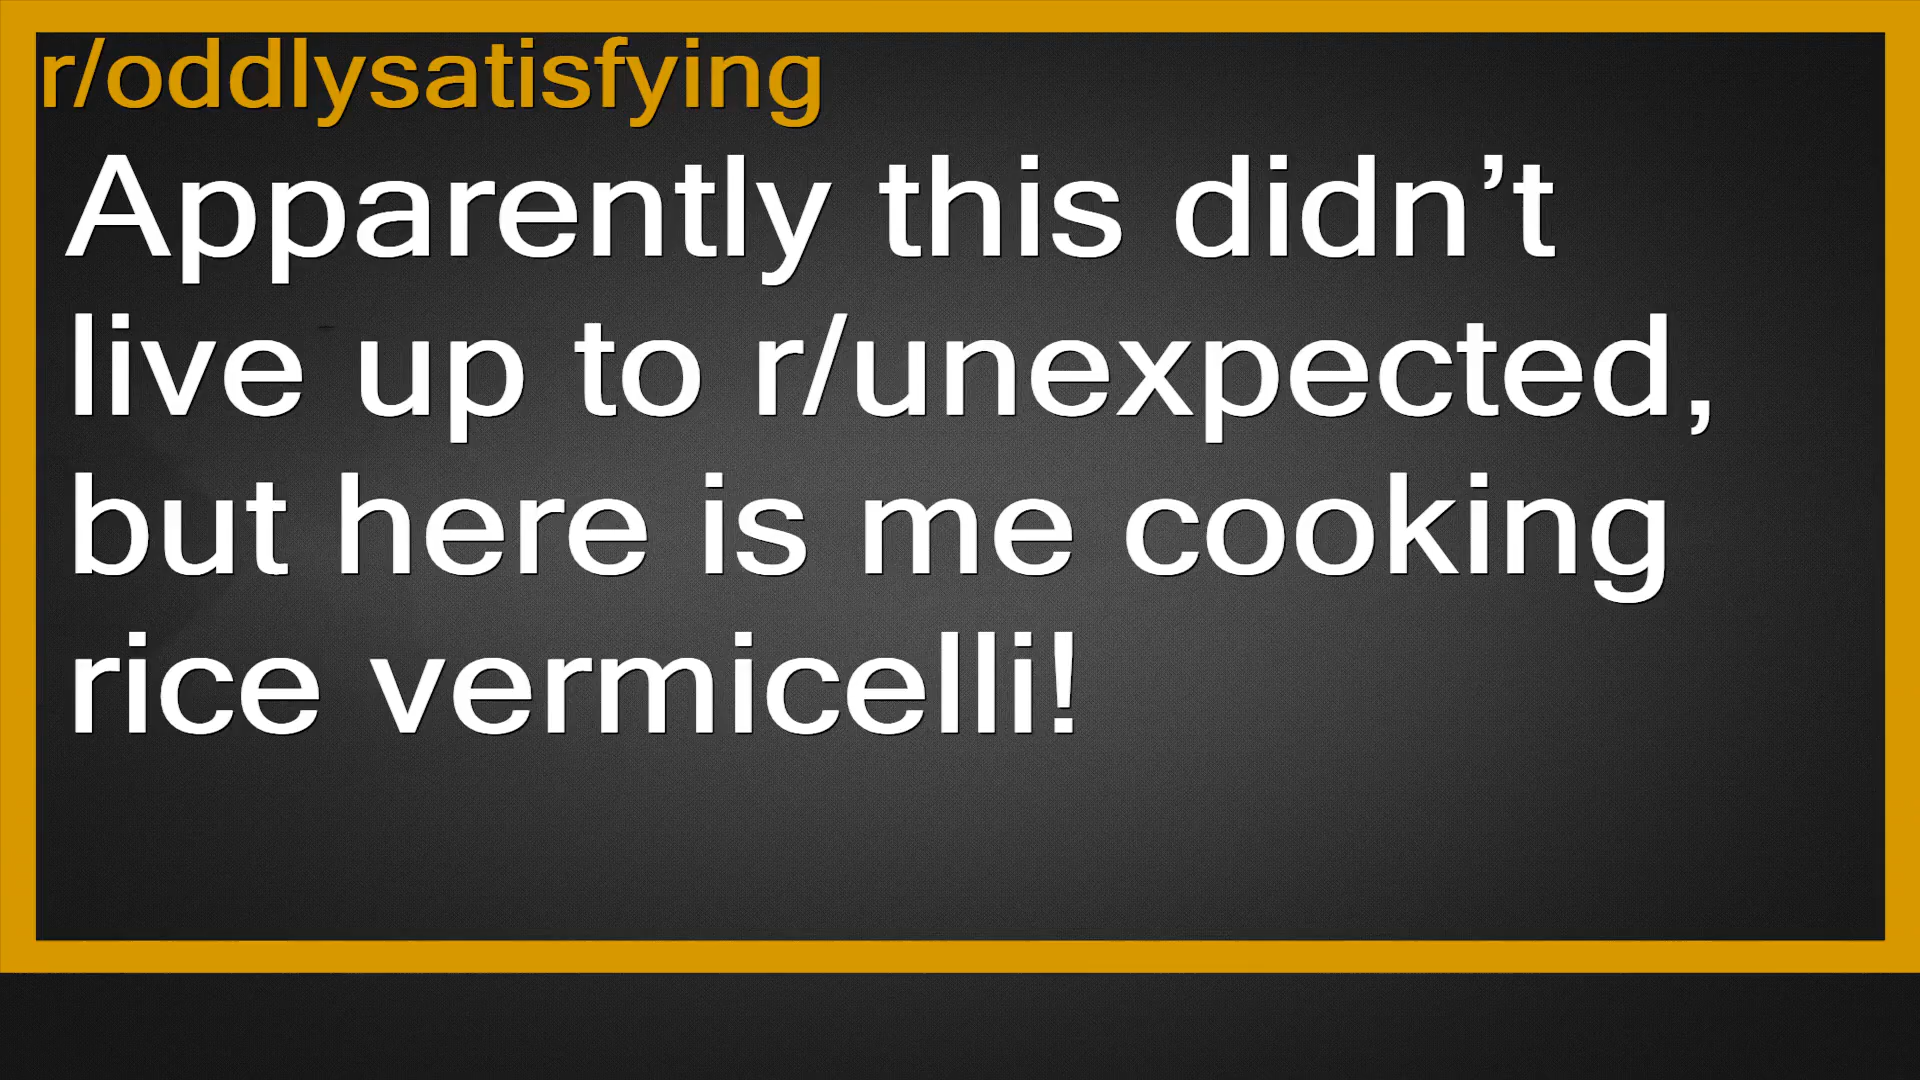 r/oddlysatisfying
Apparently this didn’t
live up to r/unexpected,
but here is me cooking
rice vermicelli!